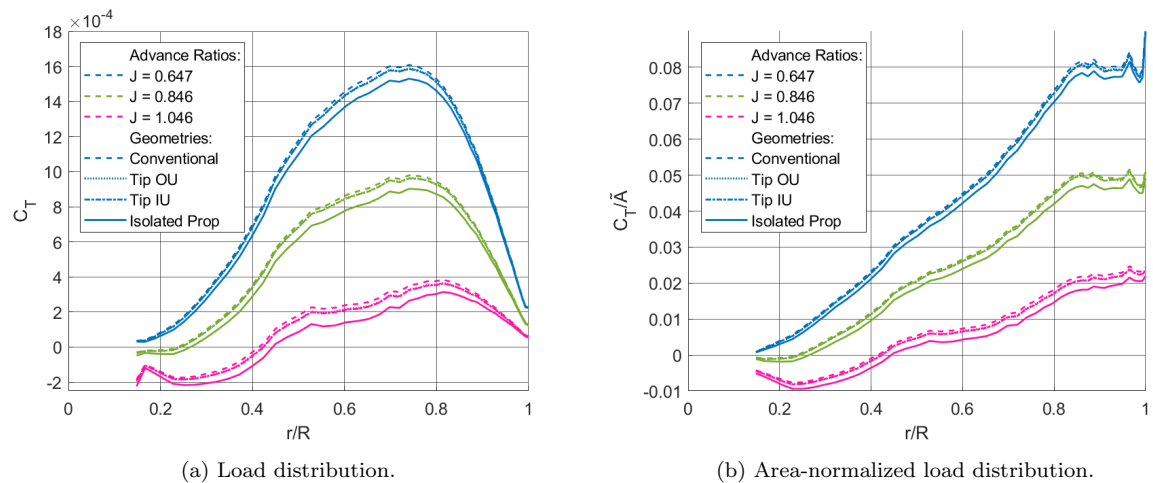 ×10⁻⁴
18
16
14
12
10
8
6
4
2
0
-2
C_T
0
0.2
0.4
0.6
0.8
1
r/R
Advance Ratios:
J = 0.647
J = 0.846
J = 1.046
Geometries:
Conventional
Tip OU
Tip IU
Isolated Prop
(a) Load distribution.
0.08
0.07
0.06
0.05
0.04
0.03
0.02
0.01
0
-0.01
C_T/Ã
0
0.2
0.4
0.6
0.8
1
r/R
Advance Ratios:
J = 0.647
J = 0.846
J = 1.046
Geometries:
Conventional
Tip OU
Tip IU
Isolated Prop
(b) Area-normalized load distribution.